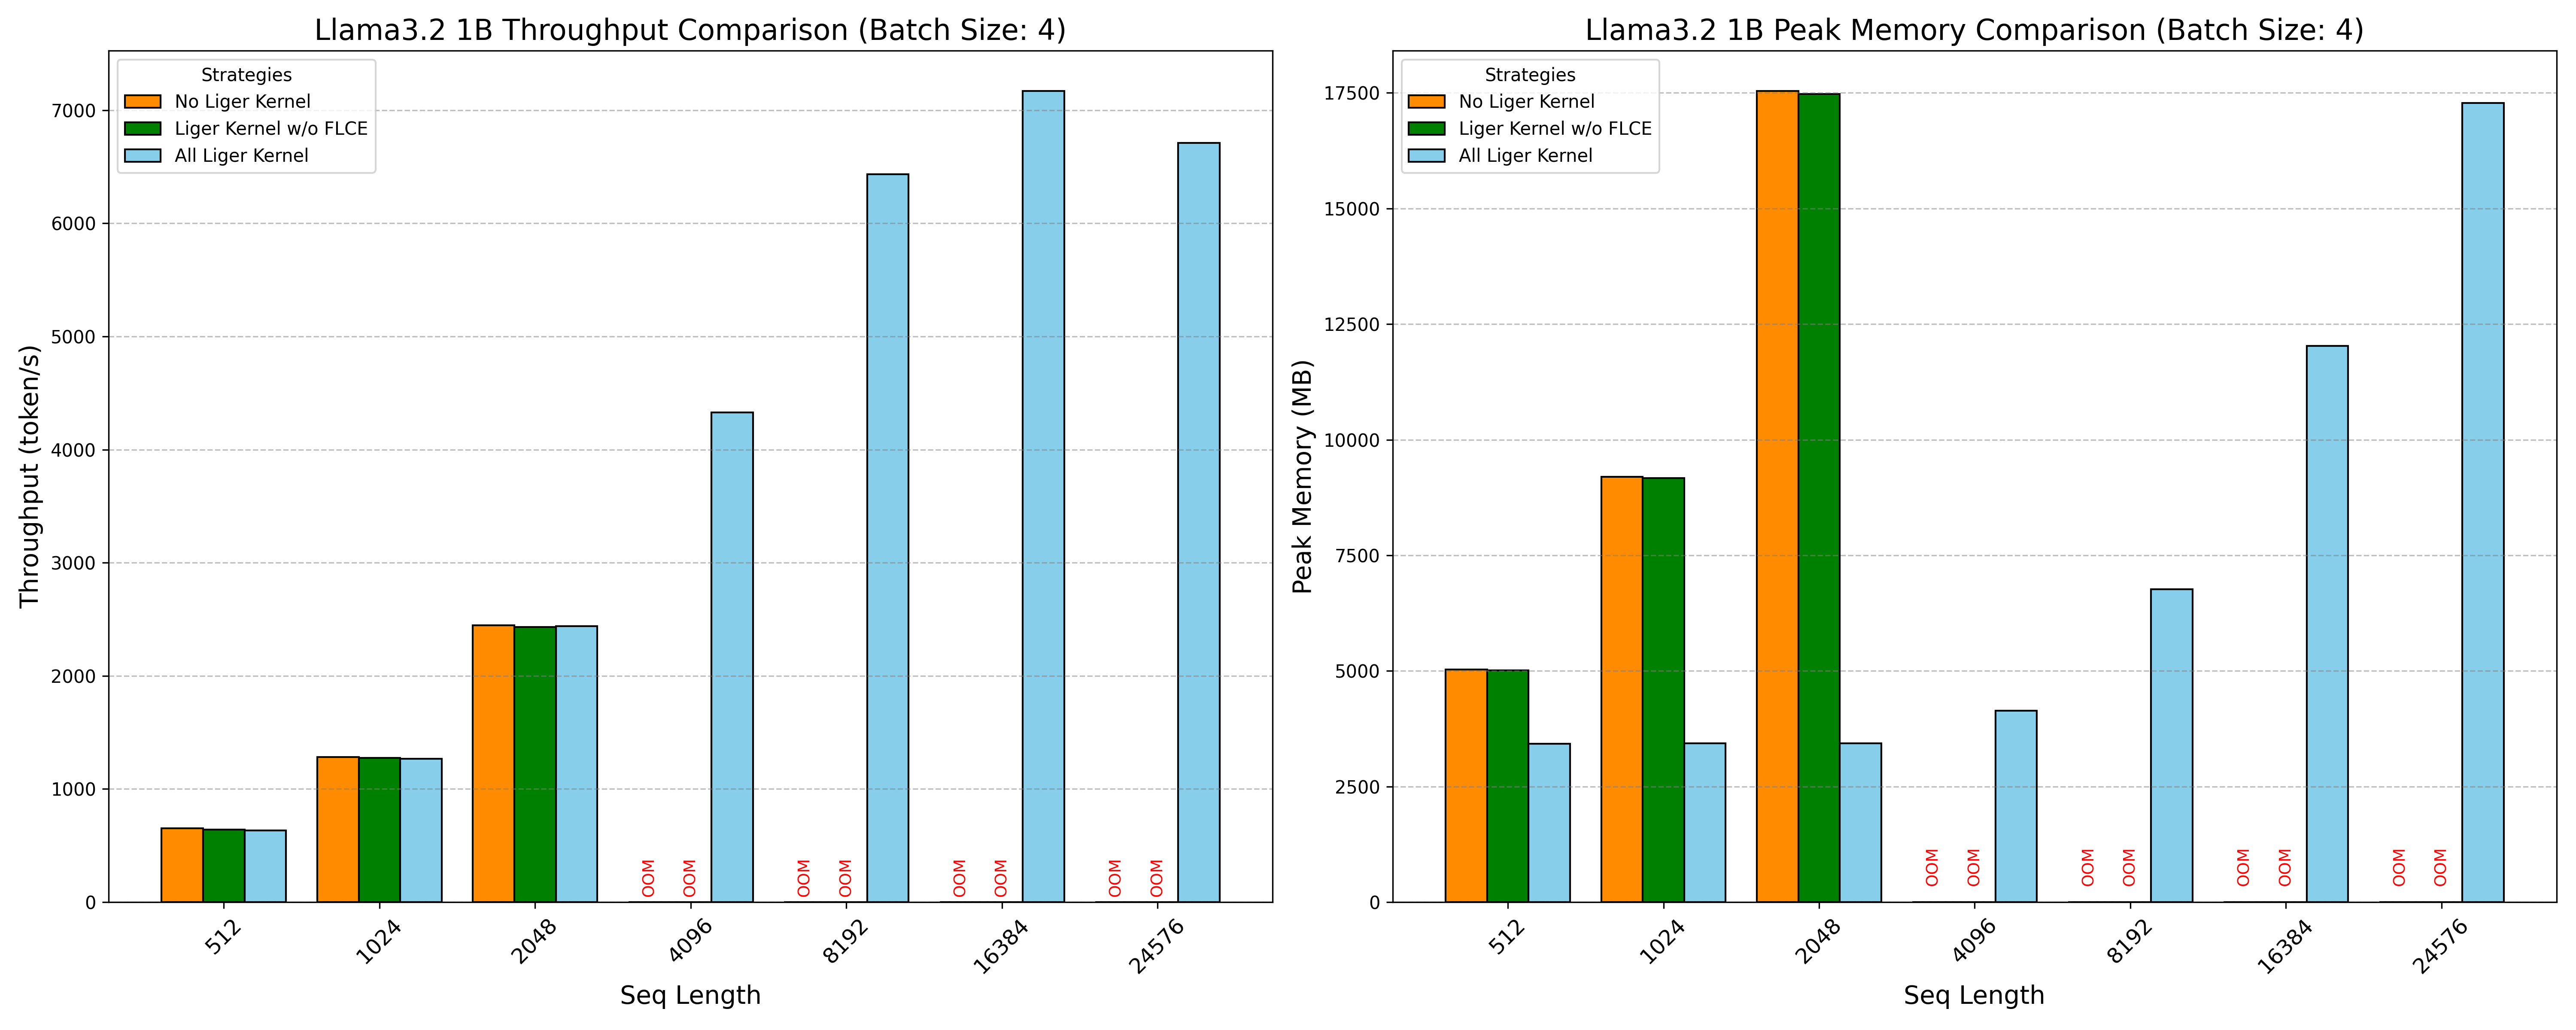 Llama3.2 1B Throughput Comparison (Batch Size: 4)
Strategies
No Liger Kernel
Liger Kernel w/o FLCE
All Liger Kernel
Throughput (token/s)
7000
6000
5000
4000
3000
2000
1000
0
OOM OOM OOM OOM OOM OOM OOM OOM
512 1024 2048 4096 8192 16384 24576
Seq Length
Llama3.2 1B Peak Memory Comparison (Batch Size: 4)
Strategies
No Liger Kernel
Liger Kernel w/o FLCE
All Liger Kernel
Peak Memory (MB)
17500
15000
12500
10000
7500
5000
2500
0
OOM OOM OOM OOM OOM OOM OOM OOM
512 1024 2048 4096 8192 16384 24576
Seq Length